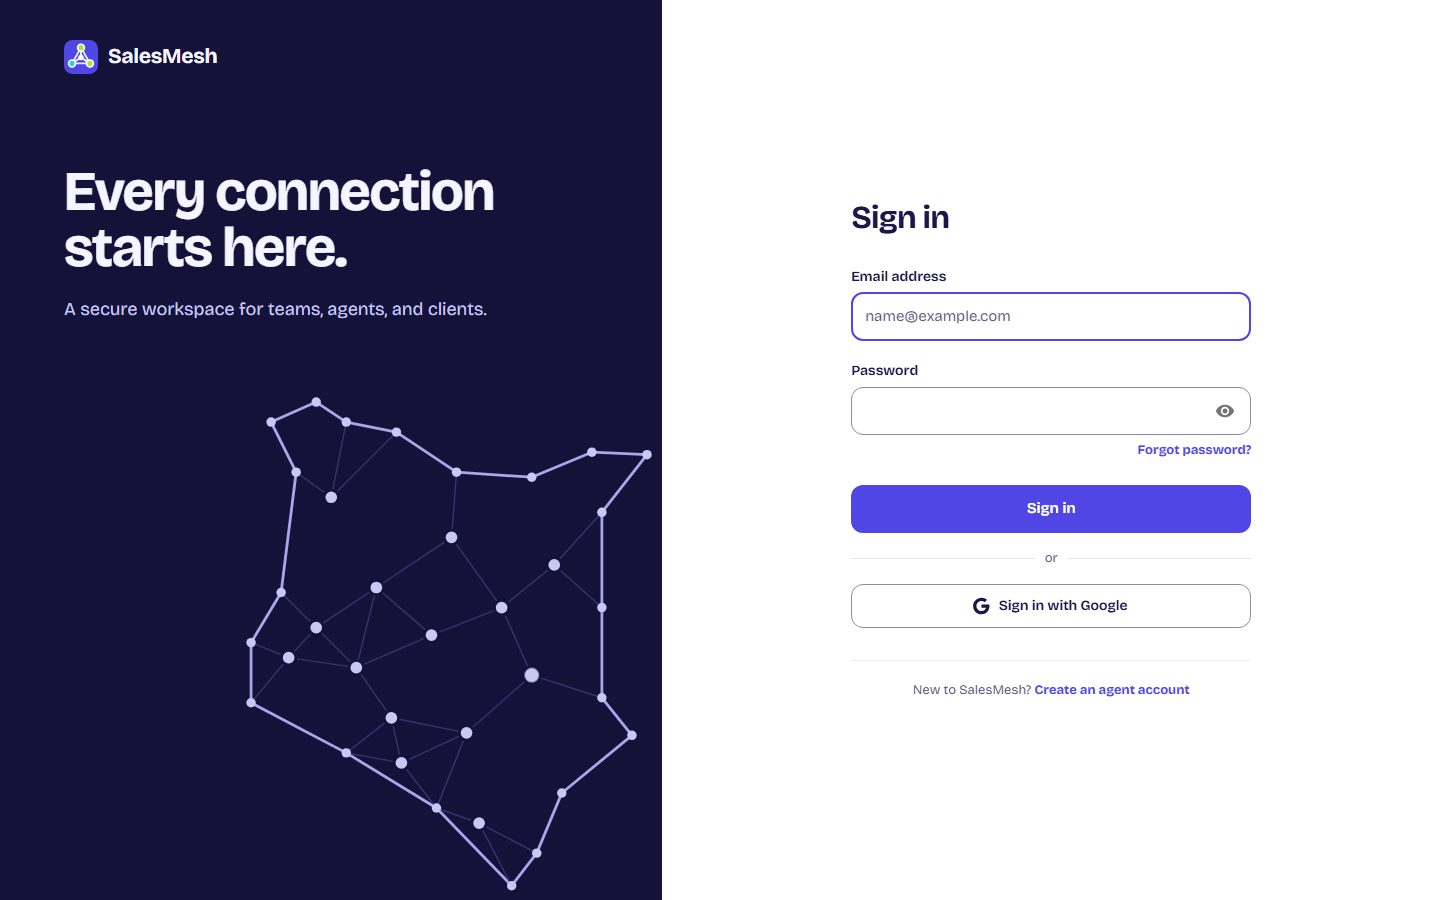 SalesMesh
Every connection
starts here.
A secure workspace for teams, agents, and clients.
Sign in
Email address
name@example.com
Password
Forgot password?
Sign in
or
Sign in with Google
New to SalesMesh? Create an agent account